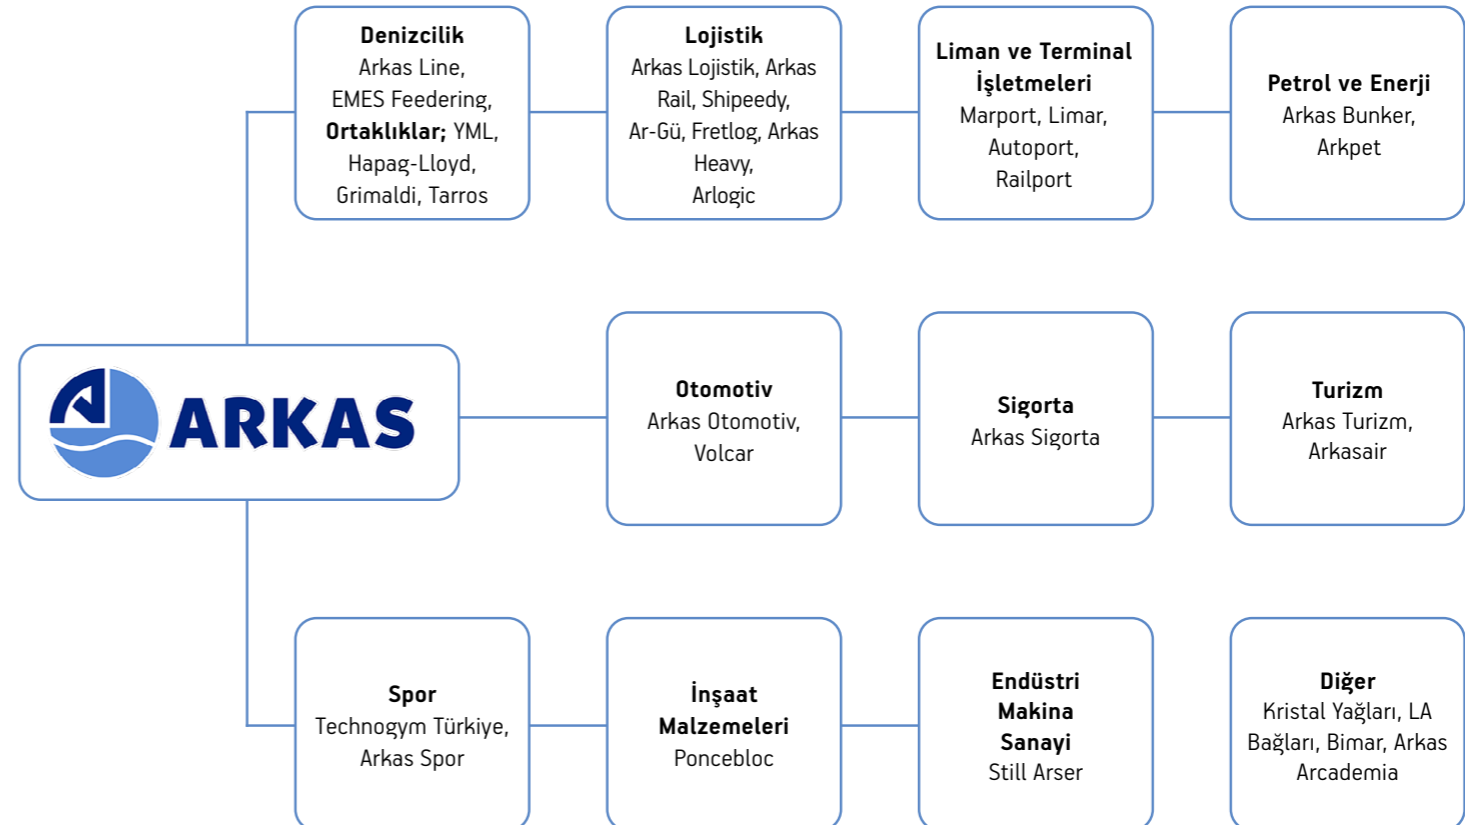 Denizcilik
Arkas Line,
EMES Feedering,
Ortaklıklar; YML,
Hapag-Lloyd,
Grimaldi, Tarros
Lojistik
Arkas Lojistik, Arkas
Rail, Shipeedy,
Ar-Gü, Fretlog, Arkas
Heavy,
Arlogic
Liman ve Terminal
İşletmeleri
Marport, Limar,
Autoport,
Railport
Petrol ve Enerji
Arkas Bunker,
Arkpet
ARKAS
Otomotiv
Arkas Otomotiv,
Volcar
Sigorta
Arkas Sigorta
Turizm
Arkas Turizm,
Arkasair
Spor
Technogym Türkiye,
Arkas Spor
İnşaat
Malzemeleri
Poncebloc
Endüstri
Makina
Sanayi
Still Arser
Diğer
Kristal Yağları, LA
Bağları, Bimar, Arkas
Arcademia